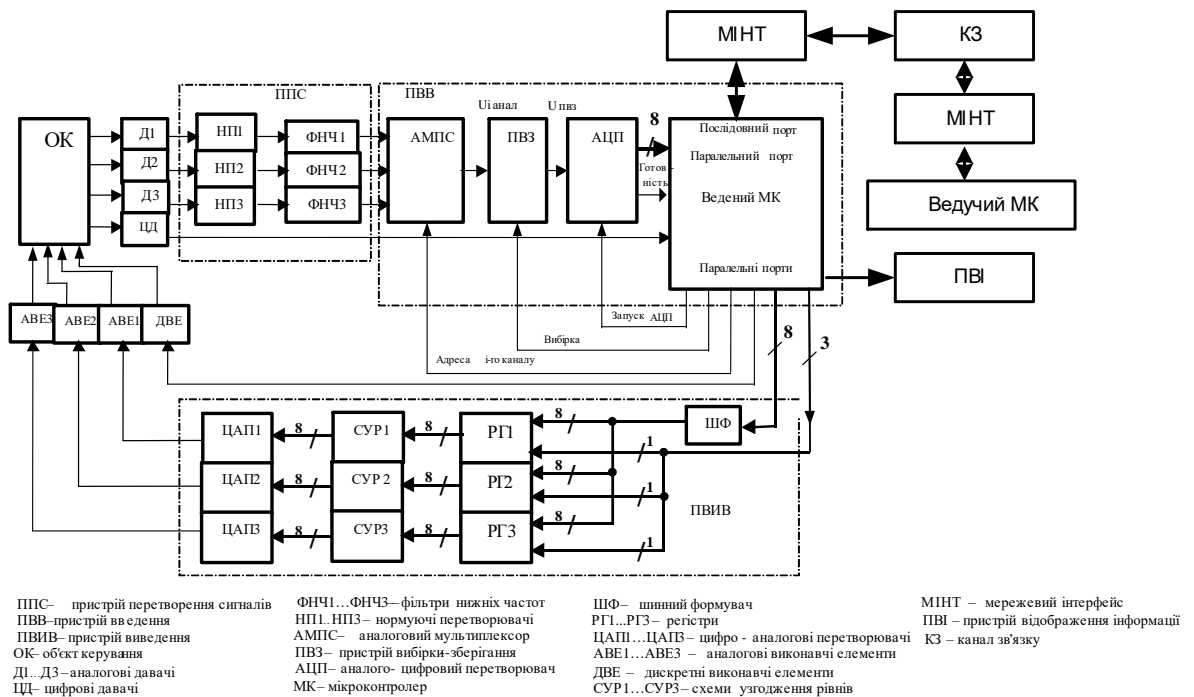 МІНТ
КЗ
МІНТ
Ведучий МК
ПВІ
ППС
ПВВ
ОК
Д1
Д2
Д3
ЦД
НП1
НП2
НП3
ФНЧ1
ФНЧ2
ФНЧ3
АМПС
Ui анал
ПВЗ
U пвз
АЦП
8
Готов
ність
Послідовний порт
Паралельний порт
Ведений МК
Паралельні порти
АВЕ3
АВЕ2
АВЕ1
ДВЕ
Запуск АЦП
Вибірка
Адреса і-го каналу
8
3
ЦАП1
8
СУР1
8
РГ1
8
ШФ
1
ЦАП2
8
СУР 2
8
РГ2
8
1
ПВИВ
ЦАП3
8
СУР3
8
РГ3
8
1
ППС– пристрій перетворення сигналів
ПВВ–пристрій введення
ПВИВ– пристрій виведення
ОК– об'єкт керування
Д1...Д3–аналогові давачі
ЦД– цифрові давачі
ФНЧ1…ФНЧ3–фільтри нижніх частот
НП1..НП3– нормуючі перетворювачі
АМПС– аналоговий мультиплексор
ПВЗ– пристрій вибірки-зберігання
АЦП– аналого- цифровий перетворювач
МК– мікроконтролер
ШФ– шинний формувач
РГ1...РГ3– регістри
ЦАП1…ЦАП3– цифро - аналогові перетворювачі
АВЕ1…АВЕ3 – аналогові виконавчі елементи
ДВЕ – дискретні виконавчі елементи
СУР1…СУР3– схеми узгодження рівнів
МІНТ – мережевий інтерфейс
ПВІ – пристрій відображення інформації
КЗ – канал зв'язку